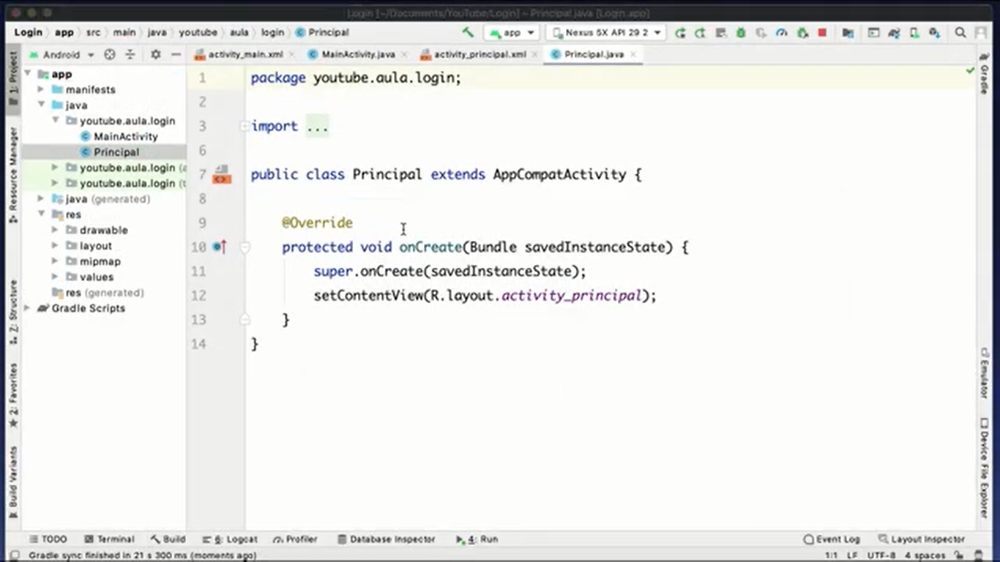 Login [~/Documents/YouTube/Login] – Principal.java [Login.app]
Login app src main java youtube aula login Principal app Nexus 5X API 29 2
Android activity_main.xml MainActivity.java activity_principal.xml Principal.java
1: Project
Resource Manager
7: Structure
2: Favorites
Build Variants
app
manifests
java
youtube.aula.login
MainActivity
Principal
youtube.aula.login (a
youtube.aula.login (t
java (generated)
res
drawable
layout
mipmap
values
res (generated)
Gradle Scripts
1 package youtube.aula.login;
2
3 import ...
6
7 public class Principal extends AppCompatActivity {
8
9 @Override
10 protected void onCreate(Bundle savedInstanceState) {
11 super.onCreate(savedInstanceState);
12 setContentView(R.layout.activity_principal);
13 }
14 }
Gradle
Emulator
Device File Explorer
TODO Terminal Build 6: Logcat Profiler Database Inspector 4: Run Event Log Layout Inspector
Gradle sync finished in 21 s 300 ms (moments ago) 1:1 LF UTF-8 4 spaces